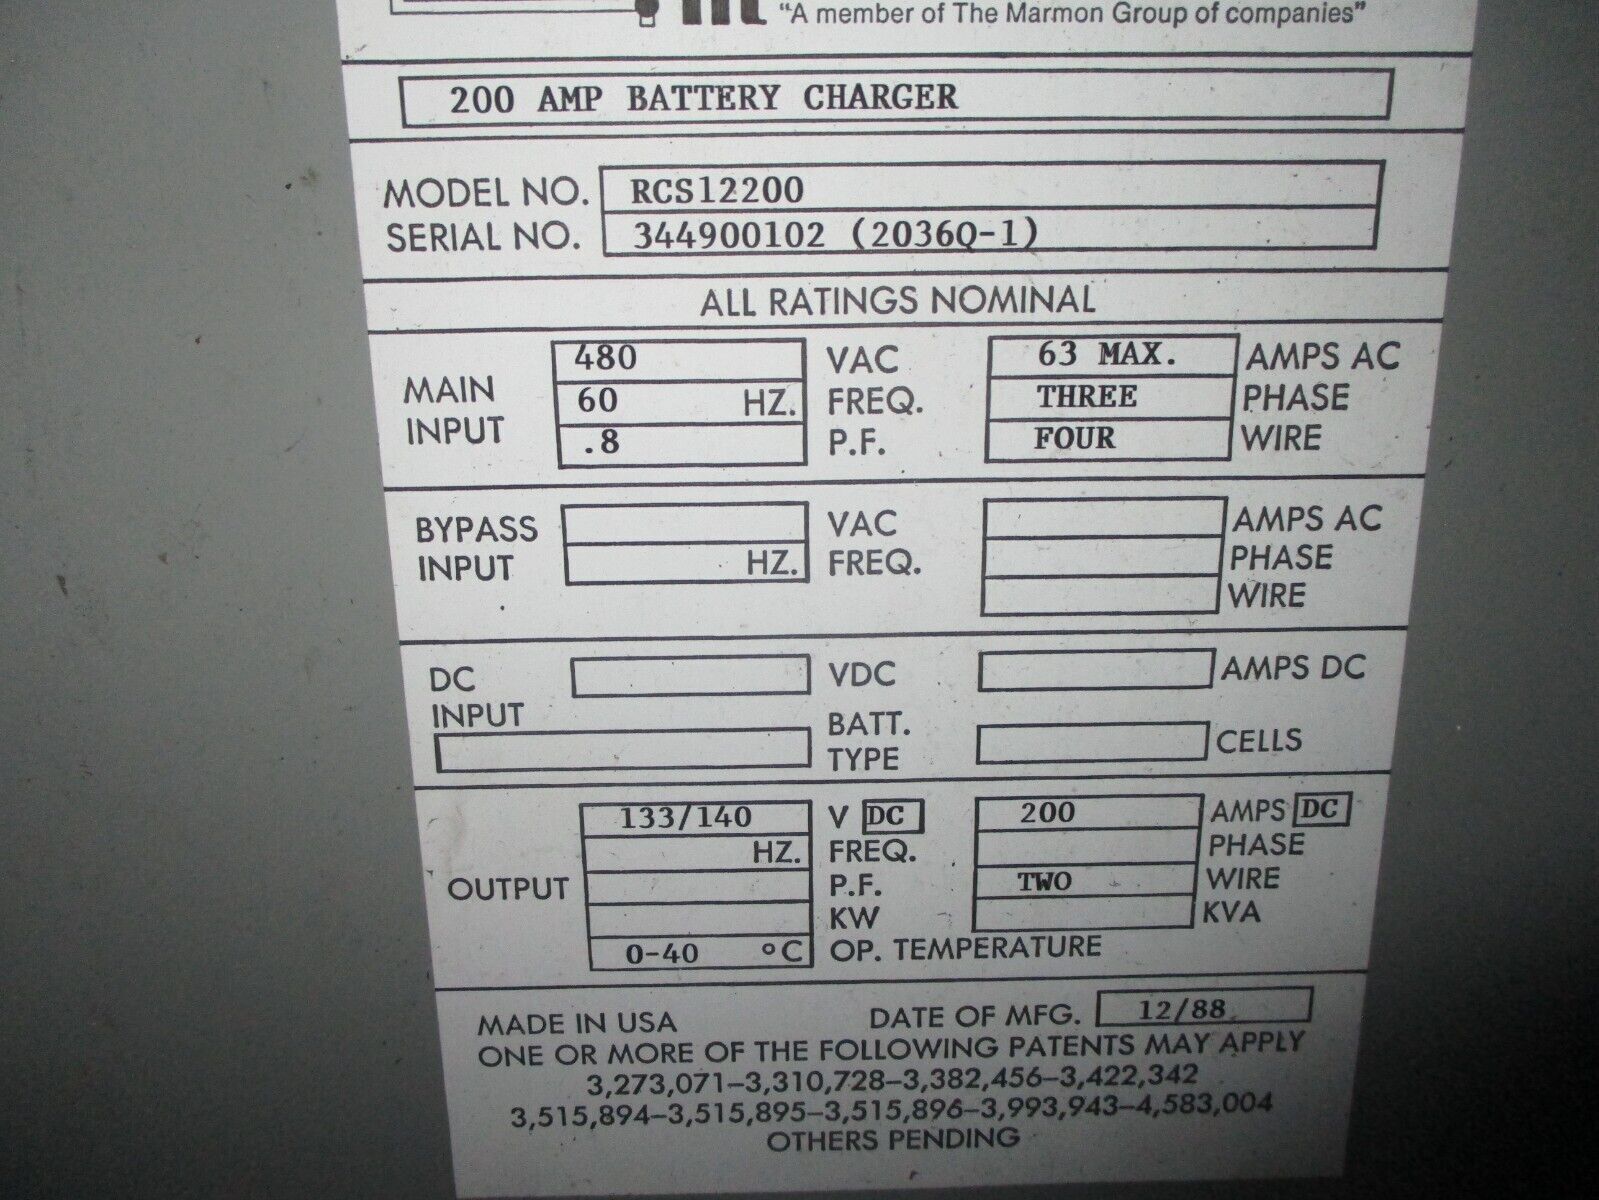 "A member of The Marmon Group of companies"
200 AMP BATTERY CHARGER
MODEL NO. RCS12200
SERIAL NO. 344900102 (2036Q-1)
ALL RATINGS NOMINAL
MAIN INPUT
480 VAC 63 MAX. AMPS AC
60 HZ. FREQ. THREE PHASE
.8 P.F. FOUR WIRE
BYPASS INPUT
VAC AMPS AC
HZ. FREQ. PHASE
WIRE
DC INPUT
VDC AMPS DC
BATT. TYPE CELLS
OUTPUT
133/140 V DC 200 AMPS DC
HZ. FREQ. PHASE
P.F. TWO WIRE
KW KVA
0-40 °C OP. TEMPERATURE
MADE IN USA DATE OF MFG. 12/88
ONE OR MORE OF THE FOLLOWING PATENTS MAY APPLY
3,273,071–3,310,728–3,382,456–3,422,342
3,515,894–3,515,895–3,515,896–3,993,943–4,583,004
OTHERS PENDING